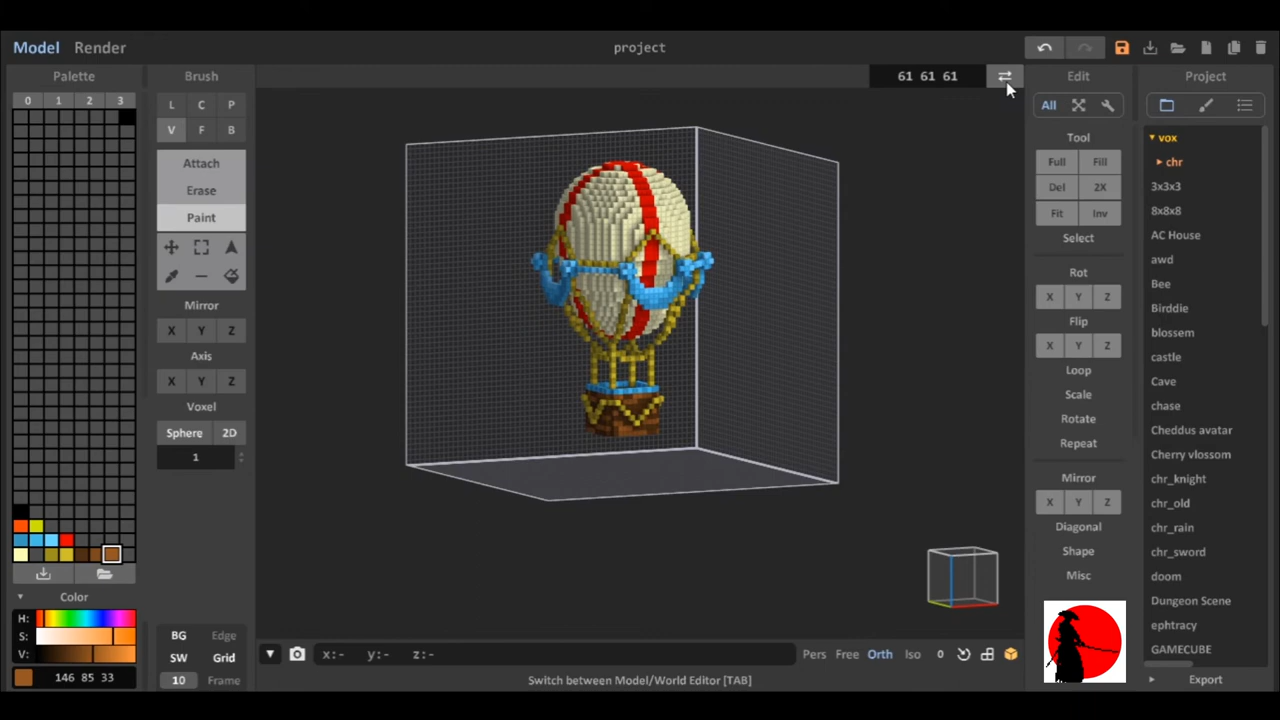 Model Render
project
Palette
Brush
61 61 61
Edit
Project
0 1 2 3
L C P
All
V F B
vox
Attach
Tool
chr
Full Fill
Erase
Del 2X
3x3x3
Paint
Fit Inv
8x8x8
Select
AC House
awd
Rot
Bee
X Y Z
Birdie
Mirror
Flip
X Y Z
X Y Z
blossem
Axis
castle
Loop
X Y Z
Cave
Scale
Voxel
chase
Rotate
Cheddus avatar
Sphere 2D
Repeat
Cherry vlossem
1
Mirror
chr_knight
X Y Z
chr_old
Diagonal
chr_rain
Shape
chr_sword
Misc
doom
Color
Dungeon Scene
H:
ephtracy
S:
BG Edge
GAMECUBE
V:
SW Grid
x:- y:- z:-
Pers Free Orth Iso 0
146 85 33
10 Frame
Switch between Model/World Editor [TAB]
Export